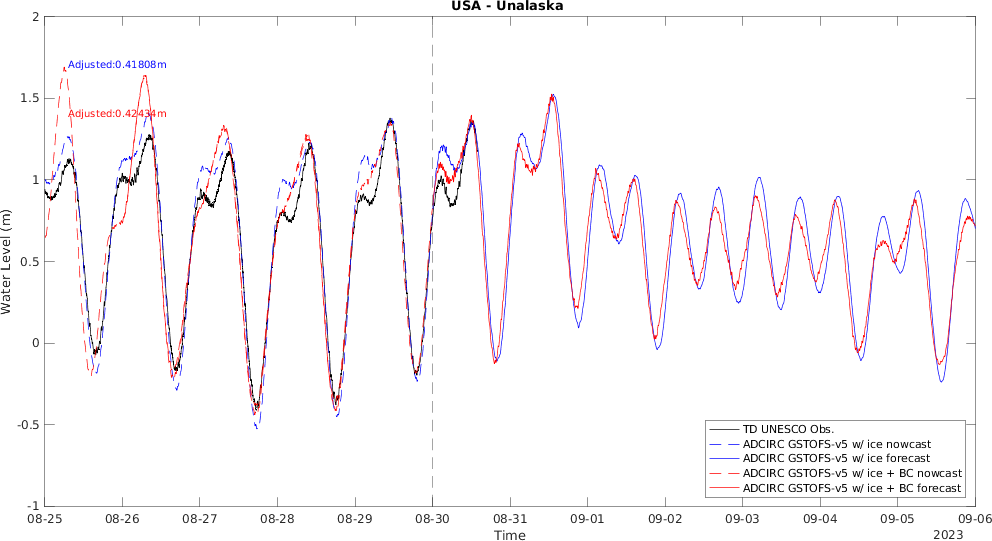 USA - Unalaska
2
1.5
1
0.5
0
-0.5
-1
Water Level (m)
Adjusted:0.41808m
Adjusted:0.42434m
TD UNESCO Obs.
ADCIRC GSTOFS-v5 w/ ice nowcast
ADCIRC GSTOFS-v5 w/ ice forecast
ADCIRC GSTOFS-v5 w/ ice + BC nowcast
ADCIRC GSTOFS-v5 w/ ice + BC forecast
08-25 08-26 08-27 08-28 08-29 08-30 08-31 09-01 09-02 09-03 09-04 09-05 09-06
Time
2023